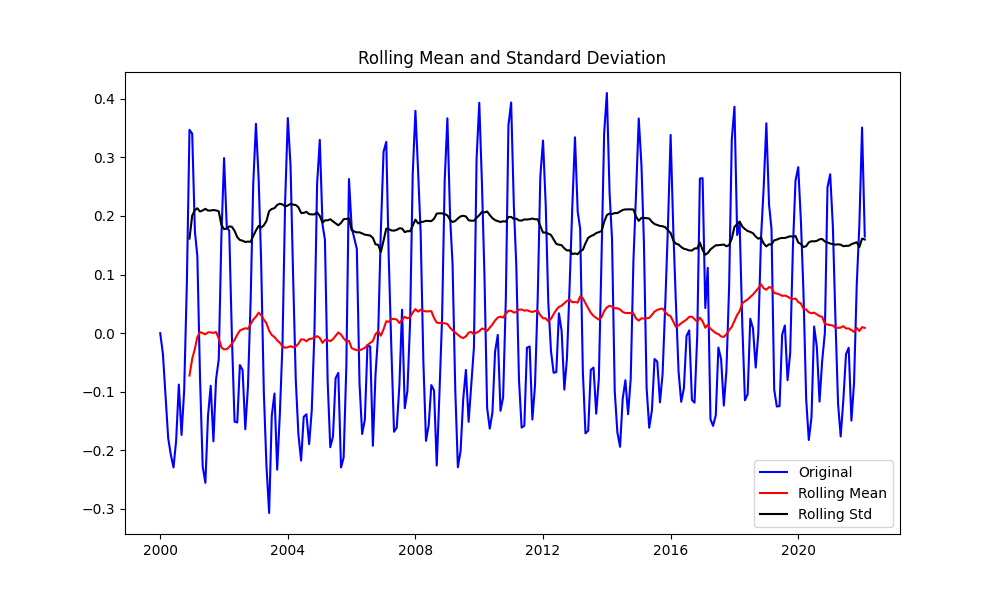 Rolling Mean and Standard Deviation
0.4
0.3
0.2
0.1
0.0
−0.1
−0.2
−0.3
Original
Rolling Mean
Rolling Std
2000 2004 2008 2012 2016 2020